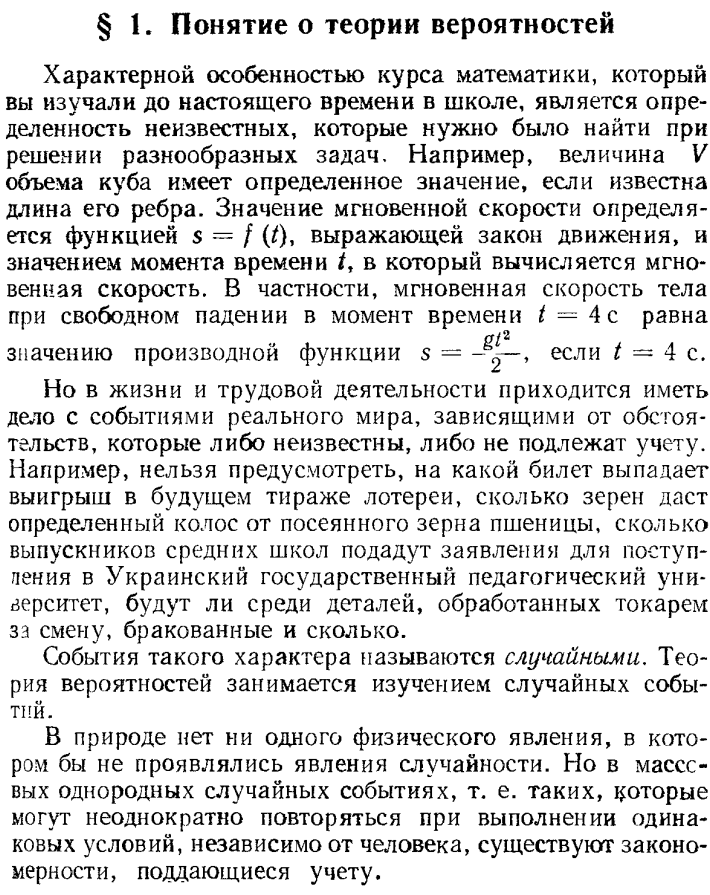 § 1. Понятие о теории вероятностей
Характерной особенностью курса математики, который
вы изучали до настоящего времени в школе, является опре-
деленность неизвестных, которые нужно было найти при
решении разнообразных задач. Например, величина V
объема куба имеет определенное значение, если известна
длина его ребра. Значение мгновенной скорости определя-
ется функцией s = f (t), выражающей закон движения, и
значением момента времени t, в который вычисляется мгно-
венная скорость. В частности, мгновенная скорость тела
при свободном падении в момент времени t = 4 с равна
значению производной функции s = gt²/2, если t = 4 с.
Но в жизни и трудовой деятельности приходится иметь
дело с событиями реального мира, зависящими от обстоя-
тельств, которые либо неизвестны, либо не подлежат учету.
Например, нельзя предусмотреть, на какой билет выпадает
выигрыш в будущем тираже лотереи, сколько зерен даст
определенный колос от посеянного зерна пшеницы, сколько
выпускников средних школ подадут заявления для поступ-
ления в Украинский государственный педагогический уни-
верситет, будут ли среди деталей, обработанных токарем
за смену, бракованные и сколько.
События такого характера называются случайными. Тео-
рия вероятностей занимается изучением случайных собы-
тий.
В природе нет ни одного физического явления, в кото-
ром бы не проявлялись явления случайности. Но в массо-
вых однородных случайных событиях, т. е. таких, которые
могут неоднократно повторяться при выполнении одина-
ковых условий, независимо от человека, существуют законо-
мерности, поддающиеся учету.